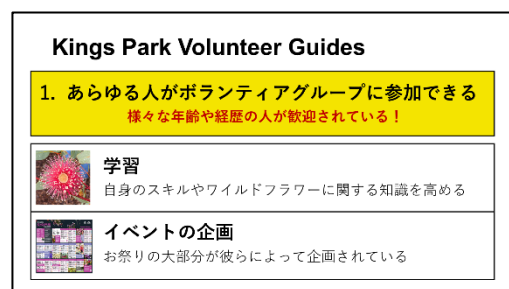 Kings Park Volunteer Guides
1. あらゆる人がボランティアグループに参加できる
様々な年齢や経歴の人が歓迎されている！
学習
自身のスキルやワイルドフラワーに関する知識を高める
イベントの企画
お祭りの大部分が彼らによって企画されている